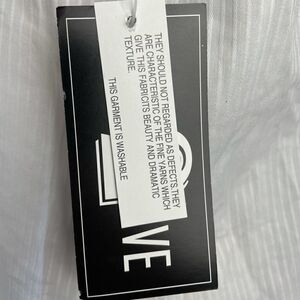 THEY SHOULD NOT REGARDED AS DEFECTS.THEY
ARE CHARACTERISTIC OF THE FINE YARNS WHICH
GIVE THIS FABRICITS BEAUTY AND DRAMATIC
TEXTURE.
THIS GARMENT IS WASHABLE
VE